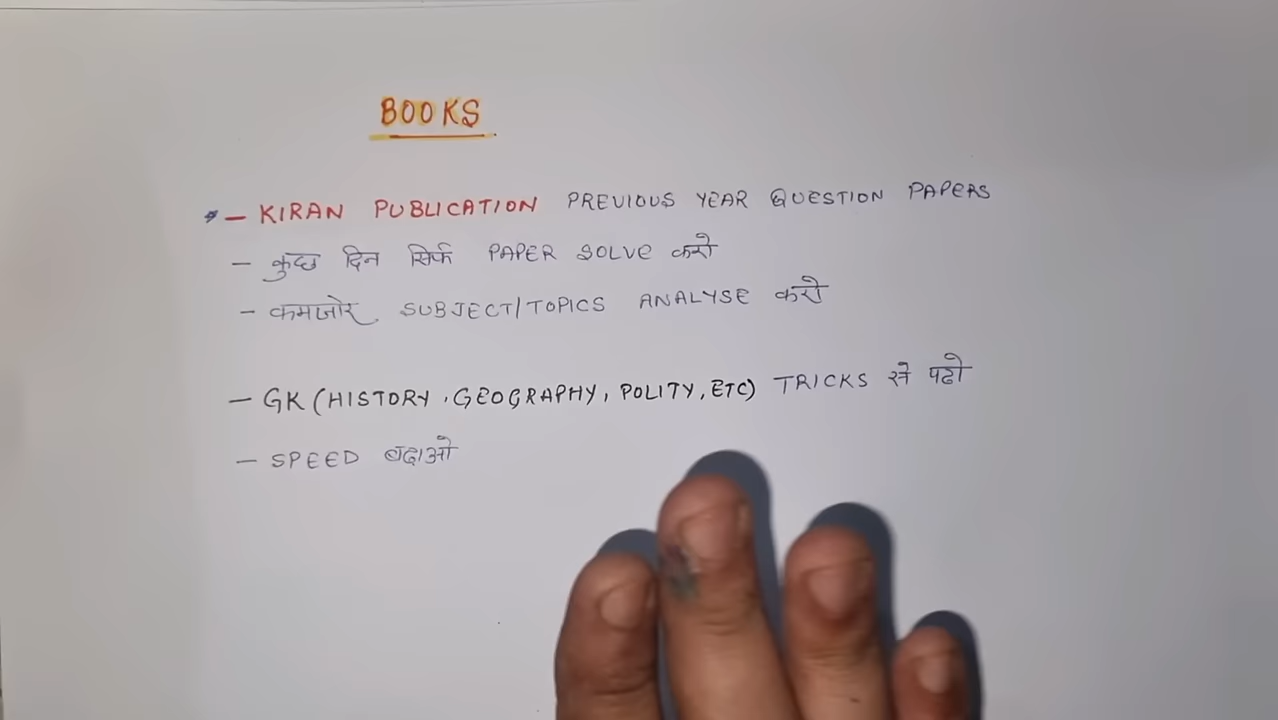 BOOKS
* — KIRAN PUBLICATION PREVIOUS YEAR QUESTION PAPERS
— कुछ दिन सिर्फ PAPER SOLVE करो
— कमजोर SUBJECT/TOPICS ANALYSE करो
— GK (HISTORY, GEOGRAPHY, POLITY, ETC) TRICKS से पढो
— SPEED बढाओ